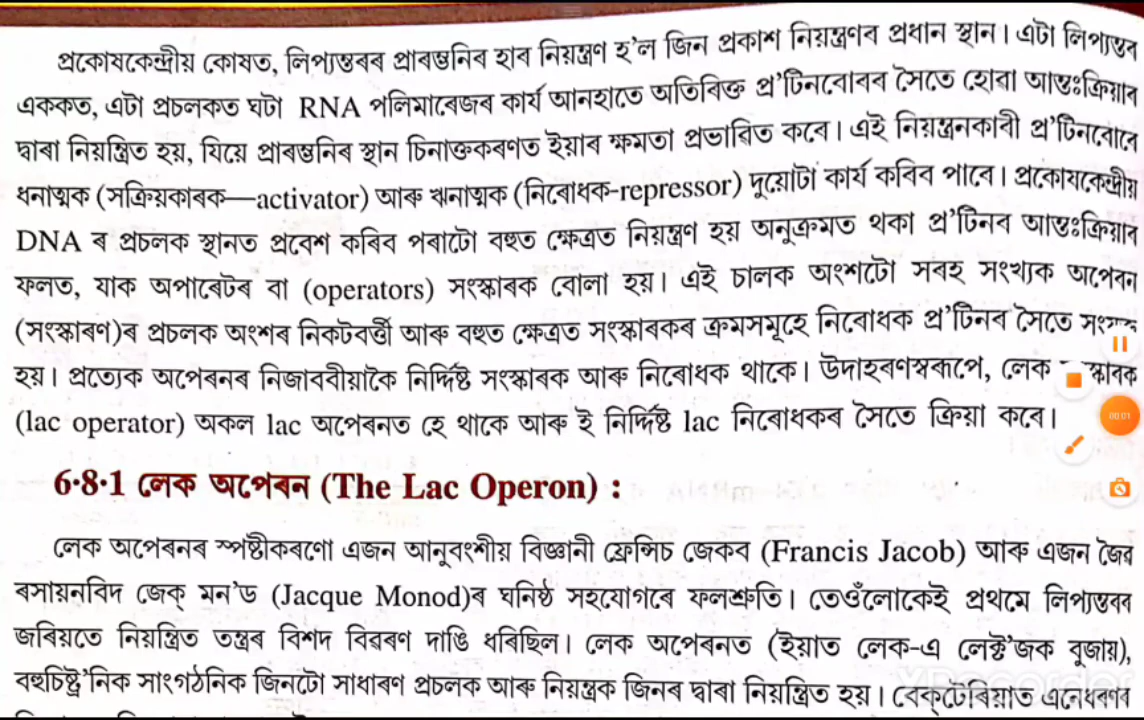 প্ৰকোষকেন্দ্ৰীয় কোষত, লিপ্যন্তৰৰ প্ৰাৰম্ভনিৰ হাৰ নিয়ন্ত্ৰণ হ'ল জিন প্ৰকাশ নিয়ন্ত্ৰণৰ প্ৰধান স্থান। এটা লিপ্যন্তৰ
এককত, এটা প্ৰচলকত ঘটা RNA পলিমাৰেজৰ কাৰ্য আনহাতে অতিৰিক্ত প্ৰ'টিনবোৰৰ সৈতে হোৱা আন্তঃক্ৰিয়াৰ
দ্বাৰা নিয়ন্ত্ৰিত হয়, যিয়ে প্ৰাৰম্ভনিৰ স্থান চিনাক্তকৰণত ইয়াৰ ক্ষমতা প্ৰভাৱিত কৰে। এই নিয়ন্ত্ৰনকাৰী প্ৰ'টিনবোৰে
ধনাত্মক (সক্ৰিয়কাৰক—activator) আৰু ঋনাত্মক (নিৰোধক-repressor) দুয়োটা কাৰ্য কৰিব পাৰে। প্ৰকোষকেন্দ্ৰীয়
DNA ৰ প্ৰচলক স্থানত প্ৰবেশ কৰিব পৰাটো বহুত ক্ষেত্ৰত নিয়ন্ত্ৰণ হয় অনুক্ৰমত থকা প্ৰ'টিনৰ আন্তঃক্ৰিয়াৰ
ফলত, যাক অপাৰেটৰ বা (operators) সংস্কাৰক বোলা হয়। এই চালক অংশটো সৰহ সংখ্যক অপেৰন
(সংস্কাৰণ)ৰ প্ৰচলক অংশৰ নিকটবৰ্ত্তী আৰু বহুত ক্ষেত্ৰত সংস্কাৰকৰ ক্ৰমসমূহে নিৰোধক প্ৰ'টিনৰ সৈতে
হয়। প্ৰত্যেক অপেৰনৰ নিজাববীয়াকৈ নিৰ্দ্দিষ্ট সংস্কাৰক আৰু নিৰোধক থাকে। উদাহৰণস্বৰূপে, লেক
(lac operator) অকল lac অপেৰনত হে থাকে আৰু ই নিৰ্দ্দিষ্ট lac নিৰোধকৰ সৈতে ক্ৰিয়া কৰে।
00:01
6·8·1 লেক অপেৰন (The Lac Operon) :
লেক অপেৰনৰ স্পষ্টীকৰণো এজন আনুবংশীয় বিজ্ঞানী ফ্ৰেন্সিচ জেকব (Francis Jacob) আৰু এজন জৈৱ
ৰসায়নবিদ জেক্ মন'ড (Jacque Monod)ৰ ঘনিষ্ঠ সহযোগৰে ফলশ্ৰুতি। তেওঁলোকেই প্ৰথমে লিপ্যন্তৰৰ
জৰিয়তে নিয়ন্ত্ৰিত তন্ত্ৰৰ বিশদ বিৱৰণ দাঙি ধৰিছিল। লেক অপেৰনত (ইয়াত লেক-এ লেক্ট'জক বুজায়),
বহুচিষ্ট্ৰ'নিক সাংগঠনিক জিনটো সাধাৰণ প্ৰচলক আৰু নিয়ন্ত্ৰক জিনৰ দ্বাৰা নিয়ন্ত্ৰিত হয়। বেক্টেৰিয়াত এনেধৰণৰ
XRecorder